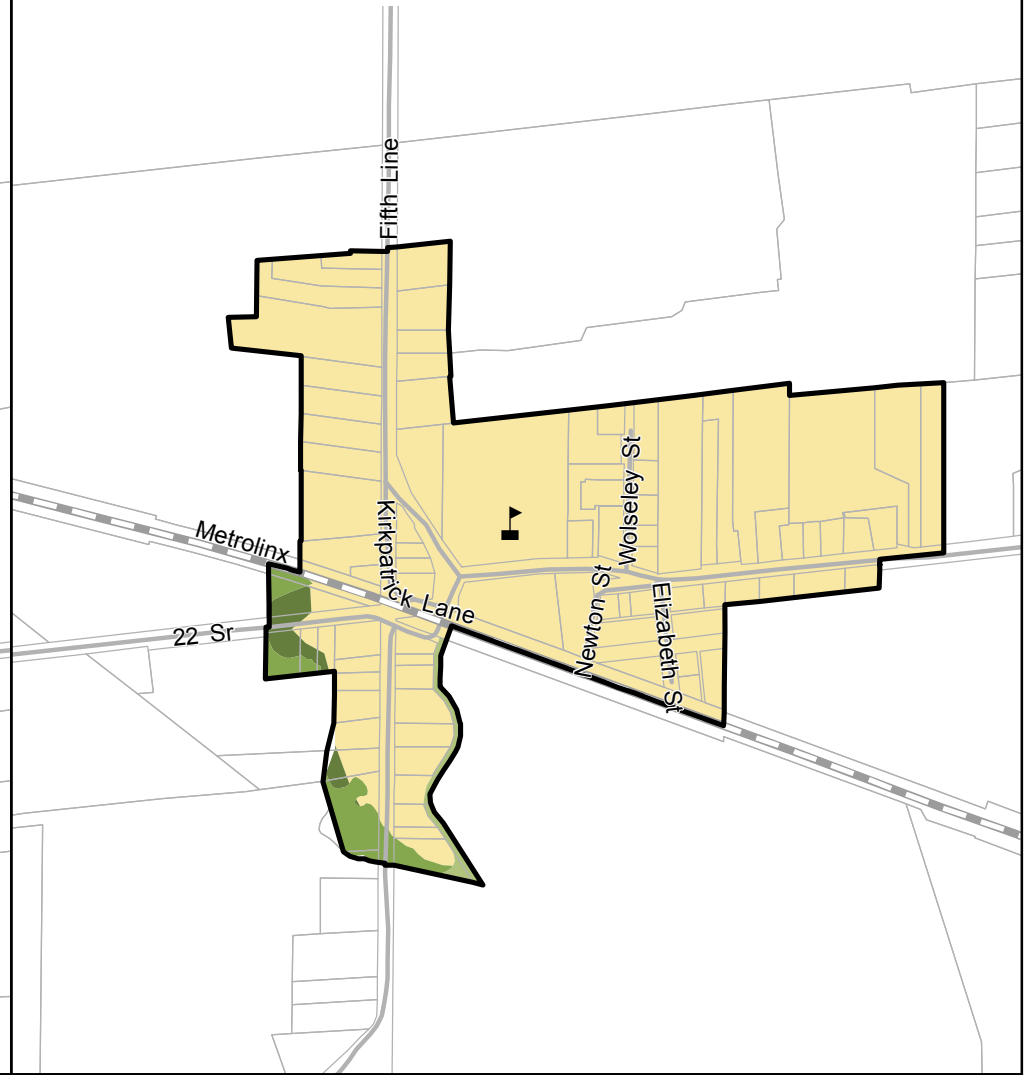 Fifth Line
Wolseley St
Kirkpatrick Lane
Metrolinx
Newton St
Elizabeth St
22 Sr